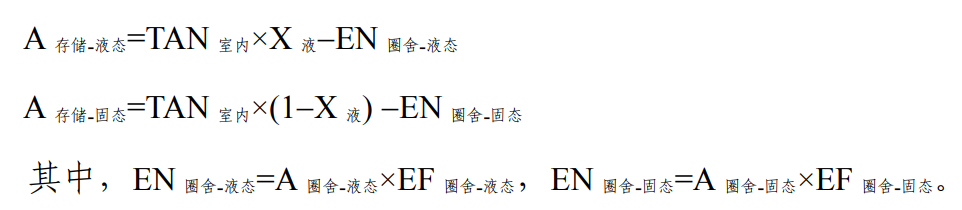 A 存储-液态=TAN 室内×X 液–EN 圈舍-液态
A 存储-固态=TAN 室内×(1–X 液) –EN 圈舍-固态
其中，EN 圈舍-液态=A 圈舍-液态×EF 圈舍-液态，EN 圈舍-固态=A 圈舍-固态×EF 圈舍-固态。